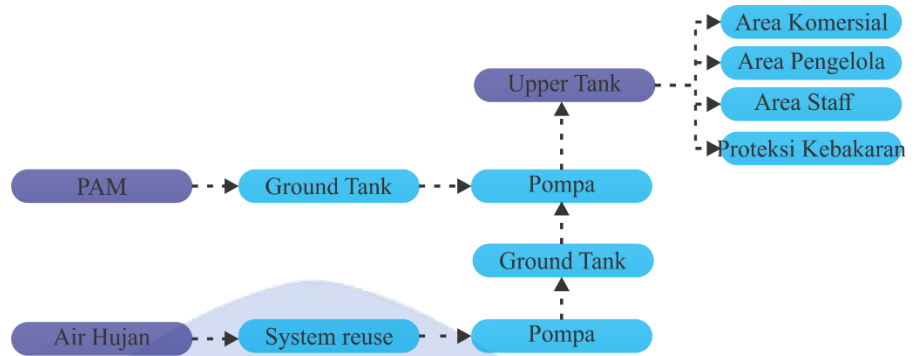 Area Komersial
Area Pengelola
Upper Tank
Area Staff
Proteksi Kebakaran
PAM
Ground Tank
Pompa
Ground Tank
Air Hujan
System reuse
Pompa